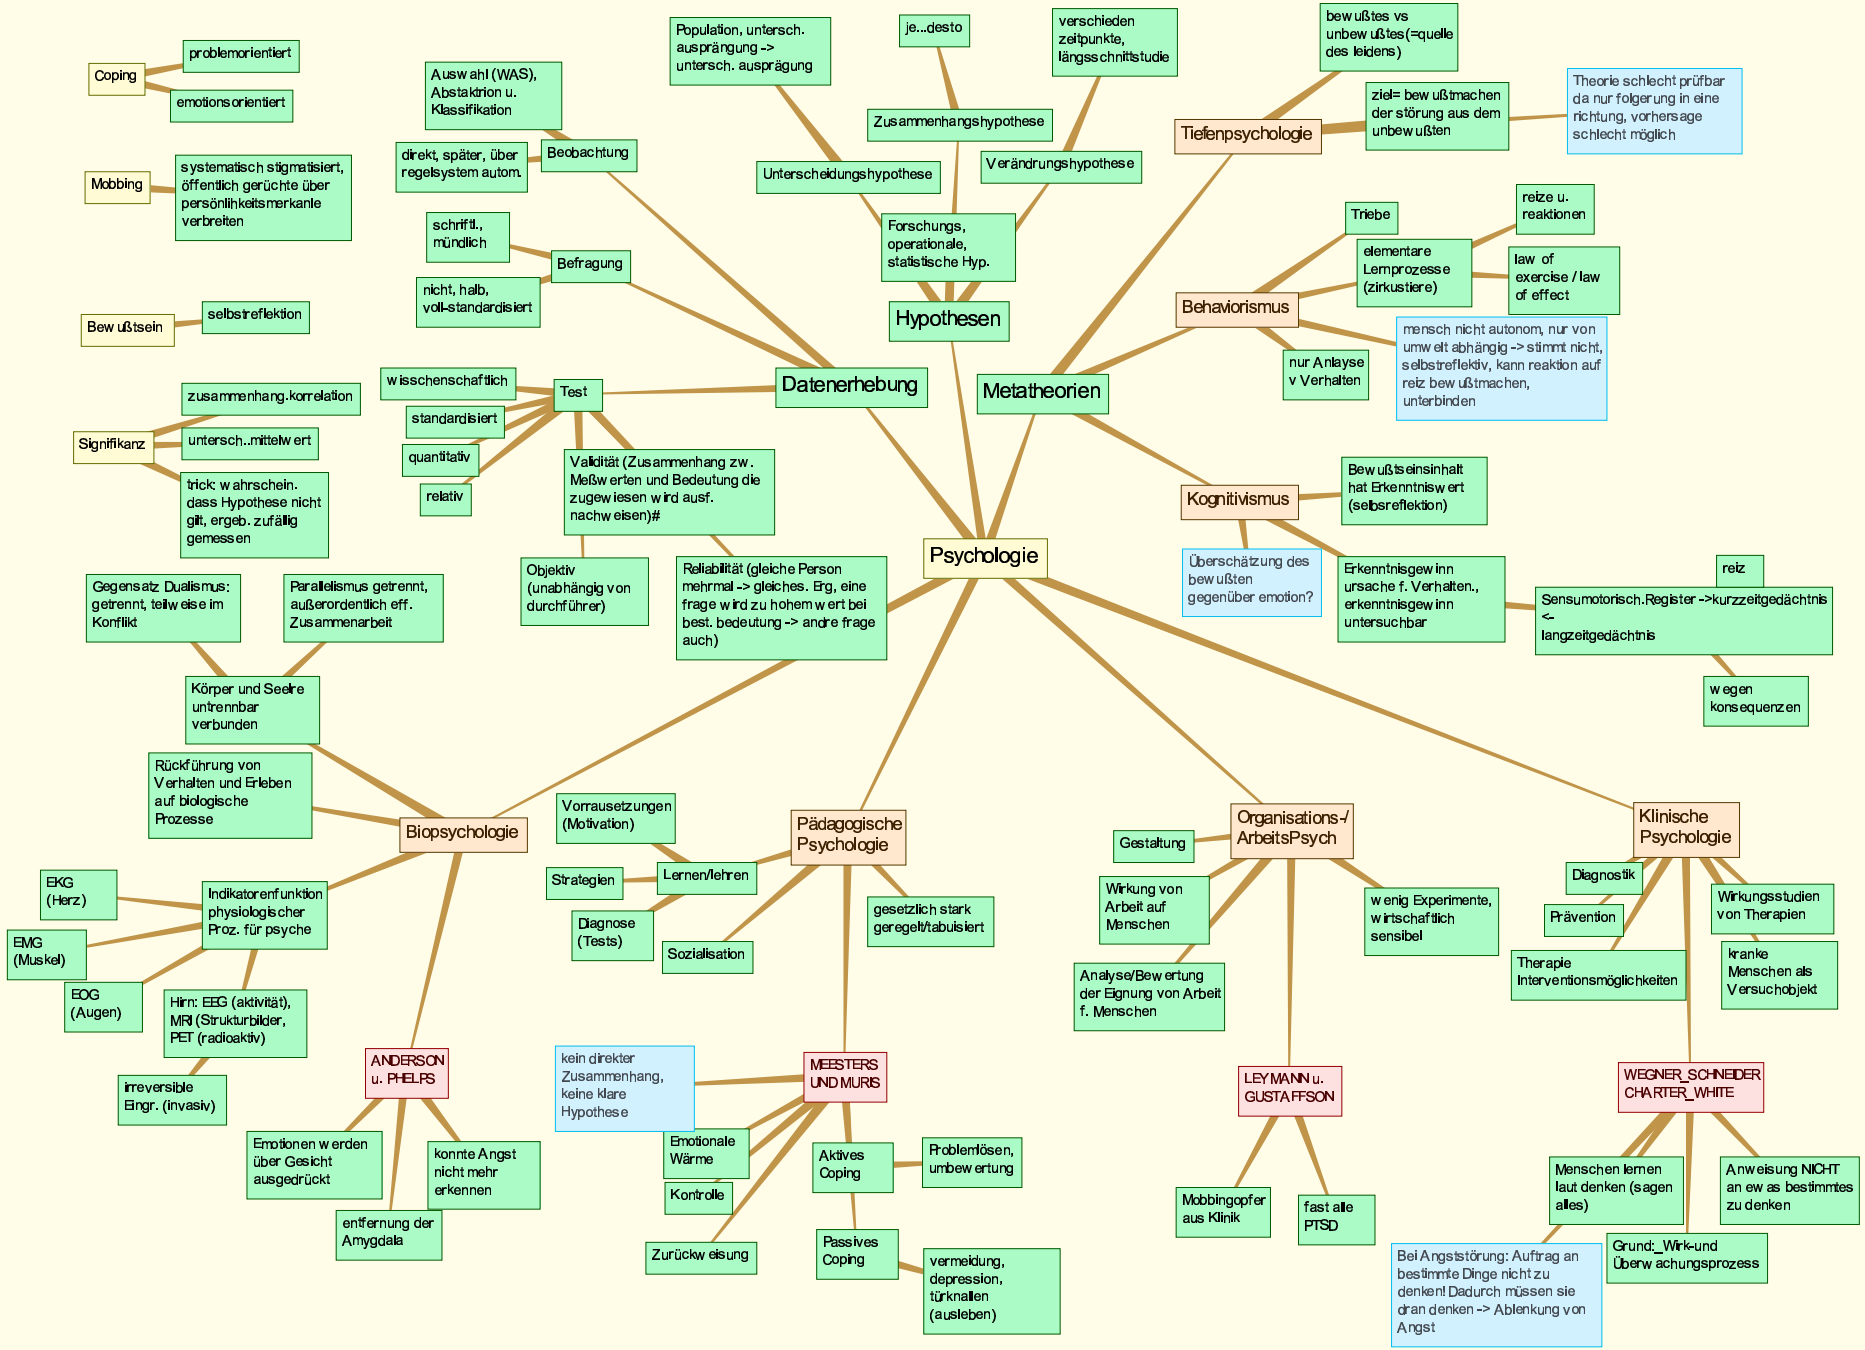 Coping
problemorientiert
emotionsorientiert
Mobbing
systematisch stigmatisiert,
öffentlich gerüchte über
persönlihkeitsmerkanle
verbreiten
Bewußtsein
selbstreflektion
Signifikanz
zusammenhang.korrelation
untersch..mittelwert
trick: wahrschein.
dass Hypothese nicht
gilt, ergeb. zufällig
gemessen
Auswahl (WAS),
Abstaktrion u.
Klassifikation
direkt, später, über
regelsystem autom.
Beobachtung
schriftl.,
mündlich
Befragung
nicht, halb,
voll-standardisiert
Datenerhebung
wisschenschaftlich
Test
standardisiert
quantitativ
relativ
Validität (Zusammenhang zw.
Meßwerten und Bedeutung die
zugewiesen wird ausf.
nachweisen)#
Objektiv
(unabhängig von
durchführer)
Reliabilität (gleiche Person
mehrmal -> gleiches. Erg, eine
frage wird zu hohem wert bei
best. bedeutung -> andre frage
auch)
Population, untersch.
ausprängung ->
untersch. ausprägung
je...desto
verschieden
zeitpunkte,
längsschnittstudie
Zusammenhangshypothese
Unterscheidungshypothese
Verändrungshypothese
Forschungs,
operationale,
statistische Hyp.
Hypothesen
Metatheorien
Psychologie
bewußtes vs
unbewußtes(=quelle
des leidens)
Tiefenpsychologie
ziel= bewußtmachen
der störung aus dem
unbewußten
Theorie schlecht prüfbar
da nur folgerung in eine
richtung, vorhersage
schlecht möglich
Triebe
elementare
Lernprozesse
(zirkustiere)
reize u.
reaktionen
law of
exercise / law
of effect
Behaviorismus
nur Anlayse
v Verhalten
mensch nicht autonom, nur von
umwelt abhängig -> stimmt nicht,
selbstreflektiv, kann reaktion auf
reiz bewußtmachen,
unterbinden
Kognitivismus
Bewußtseinsinhalt
hat Erkenntniswert
(selbsreflektion)
Überschätzung des
bewußten
gegenüber emotion?
Erkenntnisgewinn
ursache f. Verhalten.,
erkenntnisgewinn
untersuchbar
reiz
Sensumotorisch.Register ->kurzzeitgedächtnis
<-
langzeitgedächtnis
wegen
konsequenzen
Gegensatz Dualismus:
getrennt, teilweise im
Konflikt
Parallelismus getrennt,
außerordentlich eff.
Zusammenarbeit
Körper und Seelre
untrennbar
verbunden
Rückführung von
Verhalten und Erleben
auf biologische
Prozesse
Biopsychologie
EKG
(Herz)
EMG
(Muskel)
EOG
(Augen)
Indikatorenfunktion
physiologischer
Proz. für psyche
Hirn: EEG (aktivität),
MRI (Strukturbilder,
PET (radioaktiv)
irreversible
Eingr. (invasiv)
ANDERSON
u. PHELPS
Emotionen werden
über Gesicht
ausgedrückt
konnte Angst
nicht mehr
erkennen
entfernung der
Amygdala
Vorrausetzungen
(Motivation)
Pädagogische
Psychologie
Strategien
Lernen/lehren
Diagnose
(Tests)
Sozialisation
gesetzlich stark
geregelt/tabuisiert
kein direkter
Zusammenhang,
keine klare
Hypothese
MEESTERS
UND MURIS
Emotionale
Wärme
Kontrolle
Zurückweisung
Aktives
Coping
Problemlösen,
umbewertung
Passives
Coping
vermeidung,
depression,
türknallen
(ausleben)
Organisations-/
ArbeitsPsych
Gestaltung
Wirkung von
Arbeit auf
Menschen
wenig Experimente,
wirtschaftlich
sensibel
Analyse/Bewertung
der Eignung von Arbeit
f. Menschen
LEYMANN u.
GUSTAFFSON
Mobbingopfer
aus Klinik
fast alle
PTSD
Klinische
Psychologie
Diagnostik
Prävention
Therapie
Interventionsmöglichkeiten
Wirkungsstudien
von Therapien
kranke
Menschen als
Versuchobjekt
WEGNER_SCHNEIDER
CHARTER_WHITE
Menschen lernen
laut denken (sagen
alles)
Anweisung NICHT
an ewas bestimmtes
zu denken
Grund:_Wirk-und
Überwachungsprozess
Bei Angststörung: Auftrag an
bestimmte Dinge nicht zu
denken! Dadurch müssen sie
dran denken -> Ablenkung von
Angst